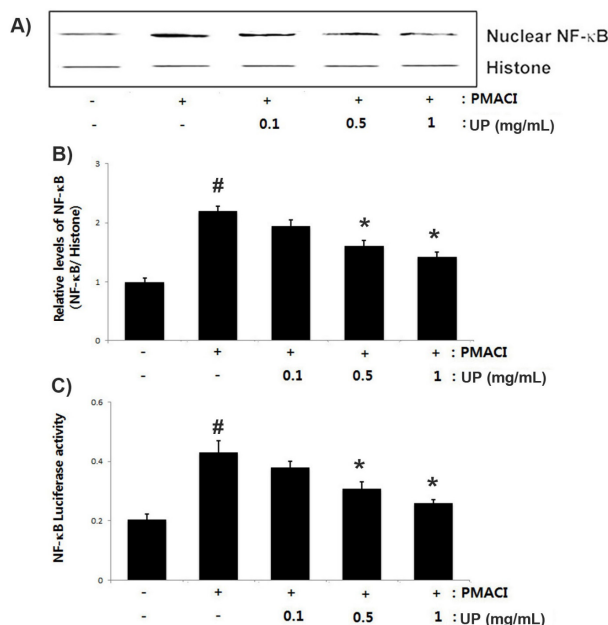 A)
Nuclear NF-κB
Histone
- + + + + : PMACI
- - 0.1 0.5 1 : UP (mg/mL)
B)
Relative levels of NF-κB
(NF-κB/ Histone)
3
2
1
0
# * *
- + + + + : PMACI
- - 0.1 0.5 1 : UP (mg/mL)
C)
NF-κB Luciferase activity
0.6
0.4
0.2
0
# * *
- + + + + : PMACI
- - 0.1 0.5 1 : UP (mg/mL)